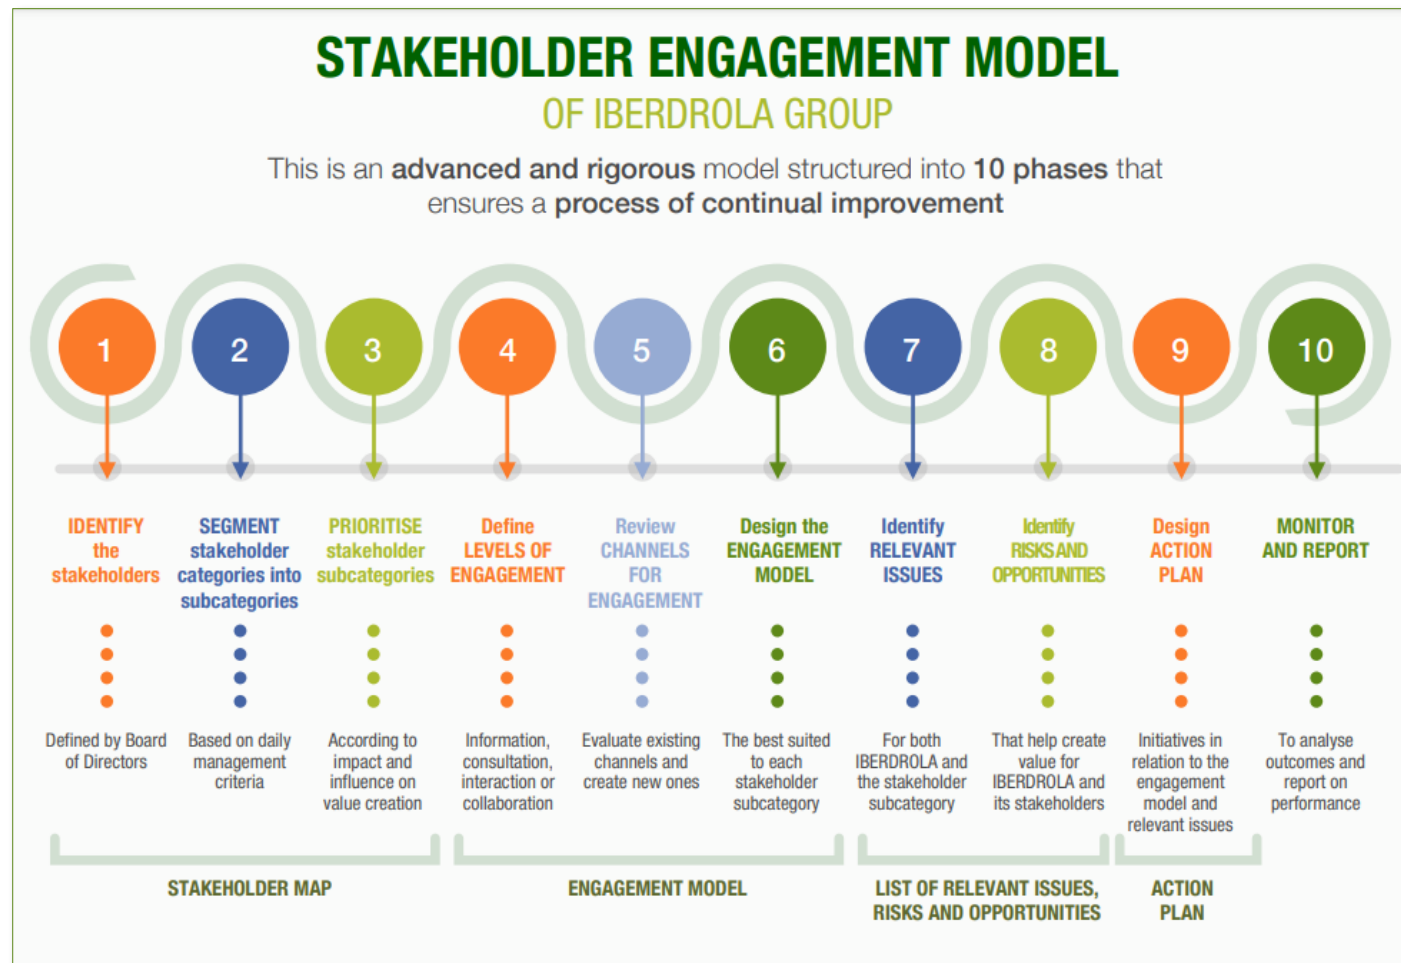 STAKEHOLDER ENGAGEMENT MODEL
OF IBERDROLA GROUP
This is an advanced and rigorous model structured into 10 phases that
ensures a process of continual improvement
1
2
3
4
5
6
7
8
9
10
IDENTIFY
the
stakeholders
SEGMENT
stakeholder
categories into
subcategories
PRIORITISE
stakeholder
subcategories
Define
LEVELS OF
ENGAGEMENT
Review
CHANNELS
FOR
ENGAGEMENT
Design the
ENGAGEMENT
MODEL
Identify
RELEVANT
ISSUES
Identify
RISKS AND
OPPORTUNITIES
Design
ACTION
PLAN
MONITOR
AND REPORT
Defined by Board
of Directors
Based on daily
management
criteria
According to
impact and
influence on
value creation
Information,
consultation,
interaction or
collaboration
Evaluate existing
channels and
create new ones
The best suited
to each
stakeholder
subcategory
For both
IBERDROLA and
the stakeholder
subcategory
That help create
value for
IBERDROLA and
its stakeholders
Initiatives in
relation to the
engagement
model and
relevant issues
To analyse
outcomes and
report on
performance
STAKEHOLDER MAP
ENGAGEMENT MODEL
LIST OF RELEVANT ISSUES,
RISKS AND OPPORTUNITIES
ACTION
PLAN